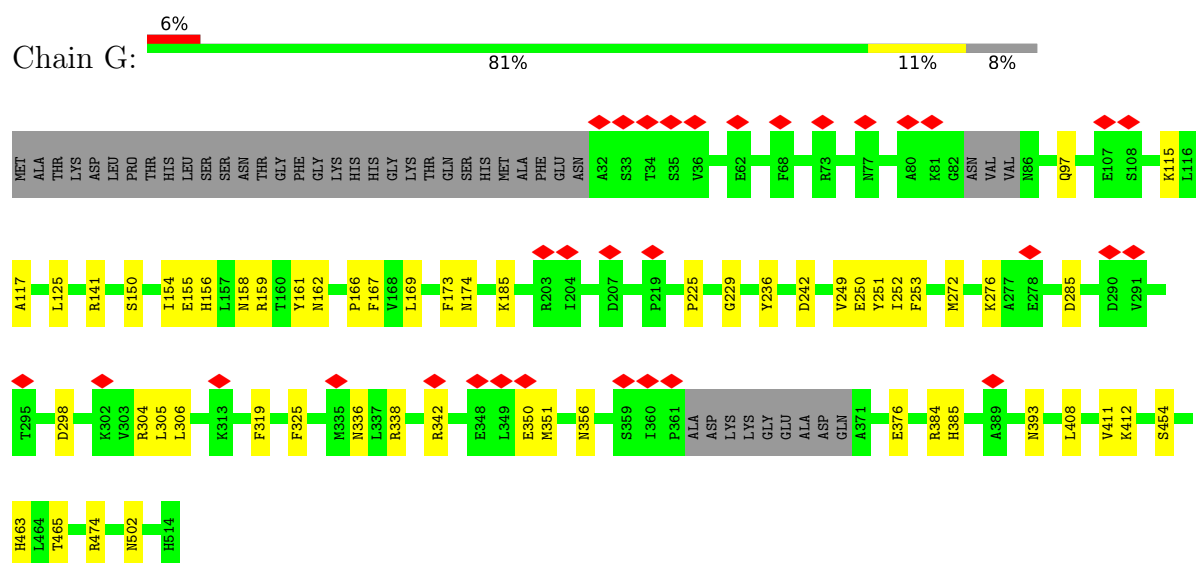 6%
Chain G:
81% 11% 8%
MET ALA THR LYS ASP LEU PRO THR HIS LEU SER SER ASN THR GLY PHE GLY LYS HIS HIS GLY LYS THR GLN SER HIS MET ALA PHE GLU ASN A32 S33 T34 S35 V36 E62 F68 R73 N77 A80 K81 G82 ASN VAL VAL N86 Q97 E107 S108 K115 L116
A117 L125 R141 S150 I154 E155 H156 L157 N158 R159 T160 Y161 N162 P166 F167 V168 L169 F173 N174 K185 R203 I204 D207 P219 P225 G229 Y236 D242 V249 E250 Y251 I252 F253 M272 K276 A277 E278 D285 D290 V291
T295 D298 K302 V303 R304 L305 L306 K313 F319 F325 M335 N336 L337 R338 R342 E348 L349 E350 M351 N356 S359 I360 P361 ALA ASP LYS LYS GLY GLU ALA ASP GLN A371 E376 R384 H385 A389 N393 L408 V411 K412 S454
H463 L464 T465 R474 N502 H514